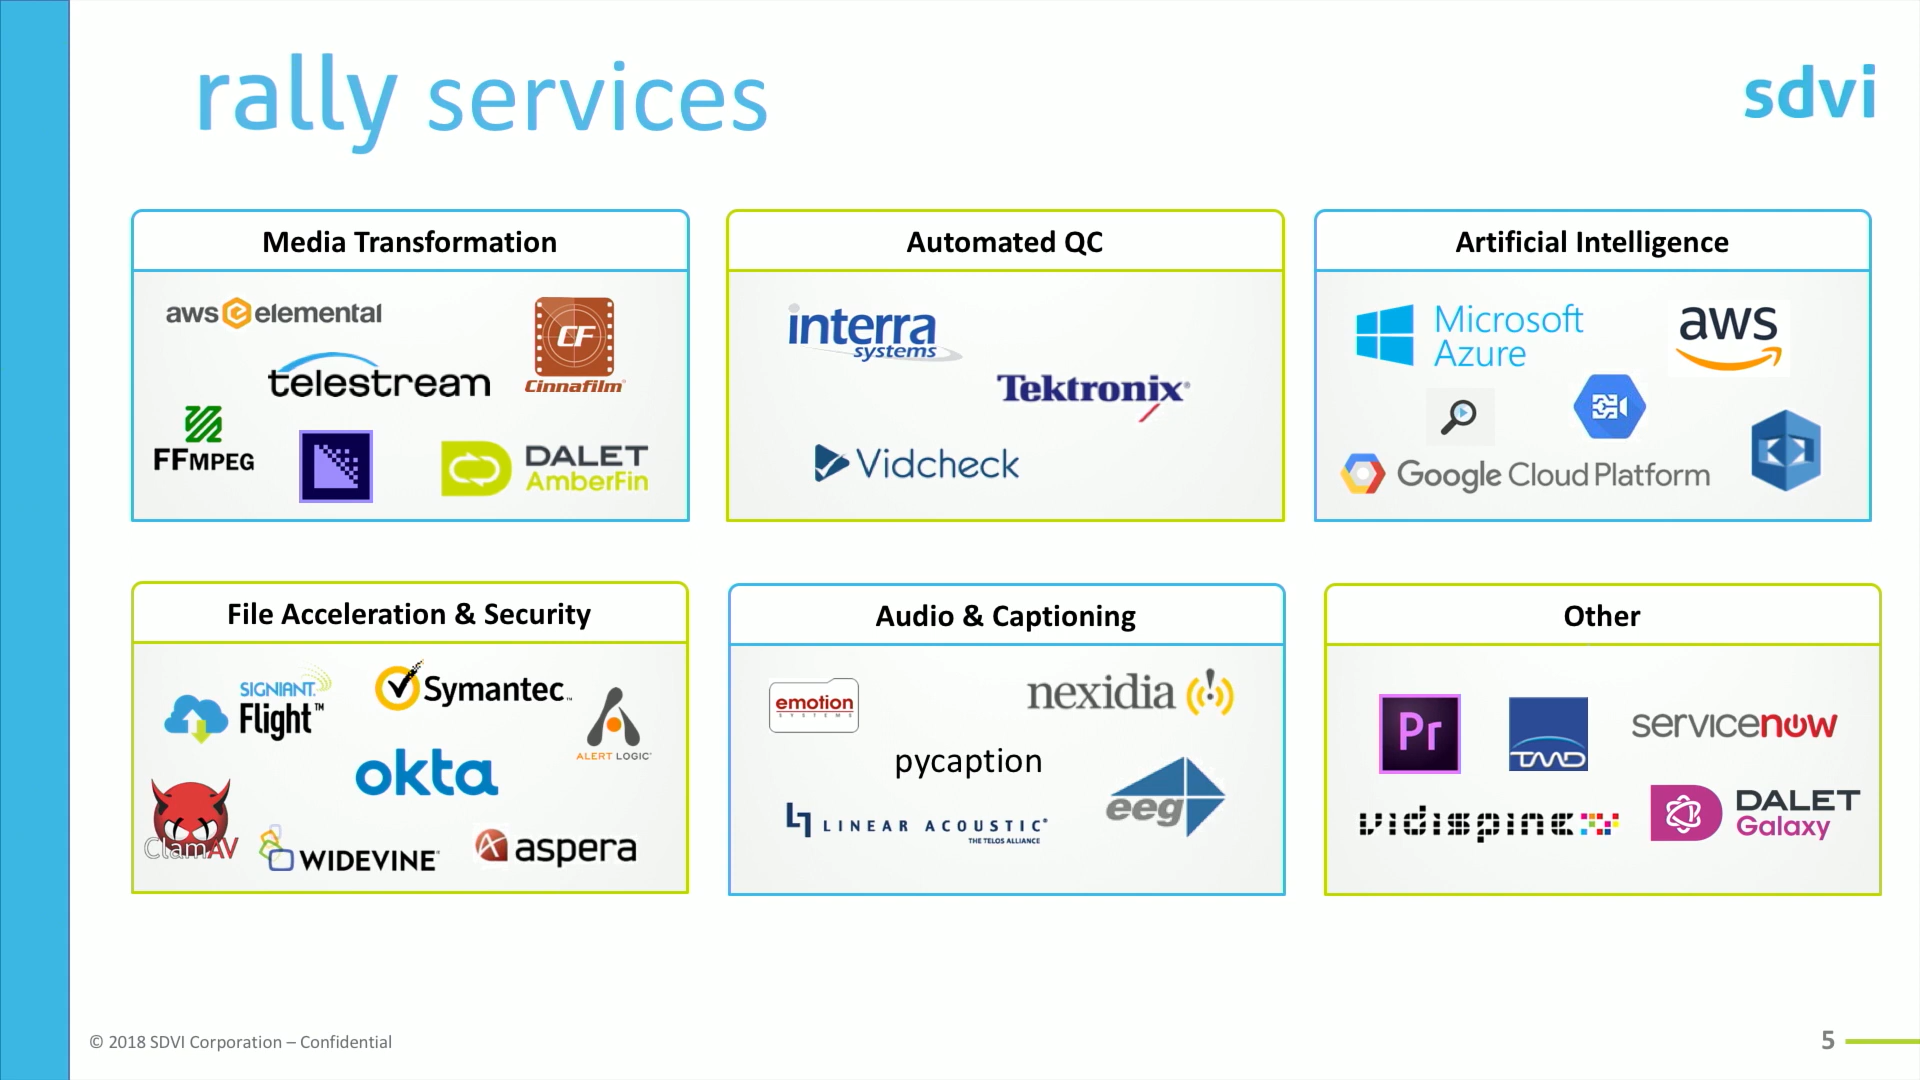 rally services
sdvi
Media Transformation
aws e elemental
CF
Cinnafilm
telestream
FFMPEG
DALET
AmberFin
Automated QC
interra
systems
Tektronix
Vidcheck
Artificial Intelligence
Microsoft
Azure
aws
Google Cloud Platform
File Acceleration & Security
SIGNIANT
Flight™
Symantec™
ALERT LOGIC
okta
ClamAV
WIDEVINE
aspera
Audio & Captioning
emotion
SYSTEMS
nexidia
pycaption
eeg
LINEAR ACOUSTIC®
THE TELOS ALLIANCE
Other
Pr
TMD
servicenow
vidispine
DALET
Galaxy
© 2018 SDVI Corporation – Confidential
5